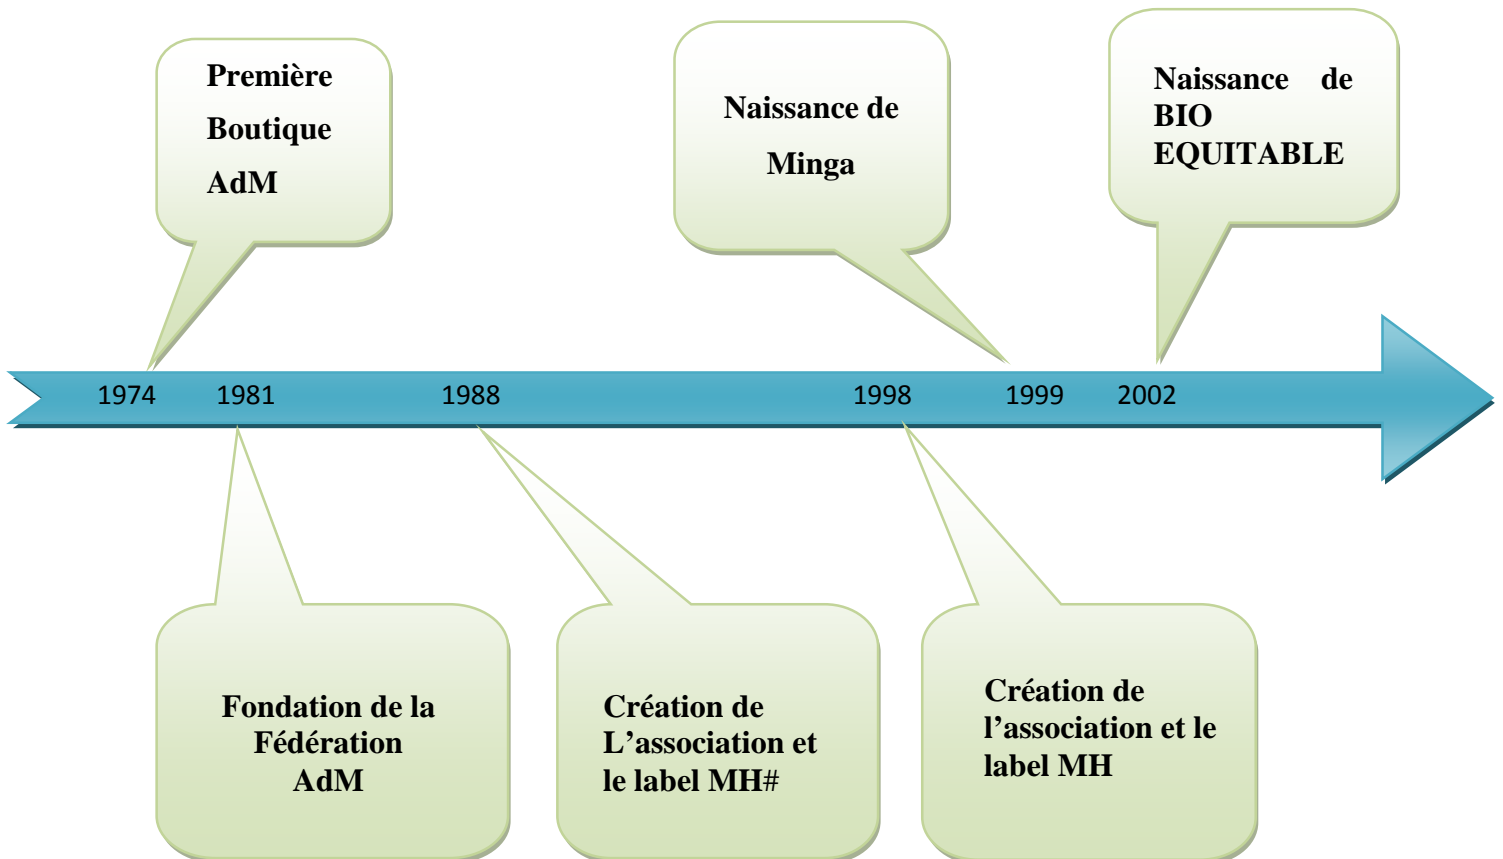 Première
Boutique
AdM
Naissance de
Minga
Naissance de
BIO
EQUITABLE
1974
1981
1988
1998
1999
2002
Fondation de la
Fédération
AdM
Création de
L’association et
le label MH#
Création de
l’association et le
label MH